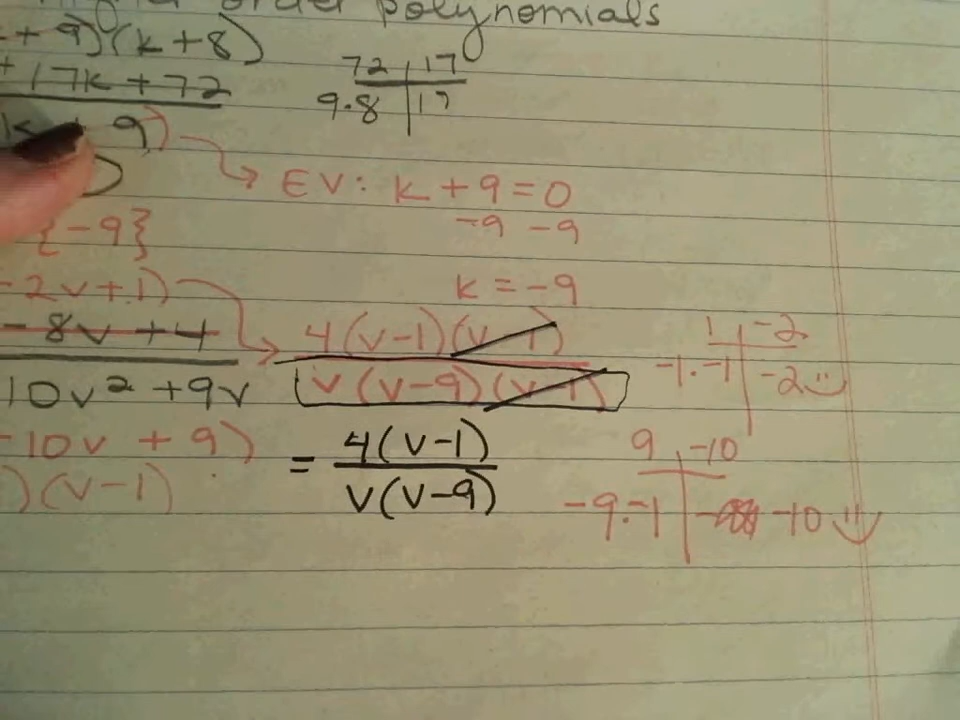 order polynomials
+ 9)(k + 8)
+ 17k + 72
72 | 17
9·8 | 17
k + 9)
EV: k + 9 = 0
-9 -9
{-9}
k = -9
-2v + 1)
- 8v + 4
10v² + 9v
4(v-1)(v-1)
v(v-9)(v-1)
1 | -2
-1·-1 | -2
-10v + 9)
)(v-1)
= 4(v-1)
v(v-9)
9 | -10
-9·-1 | -10